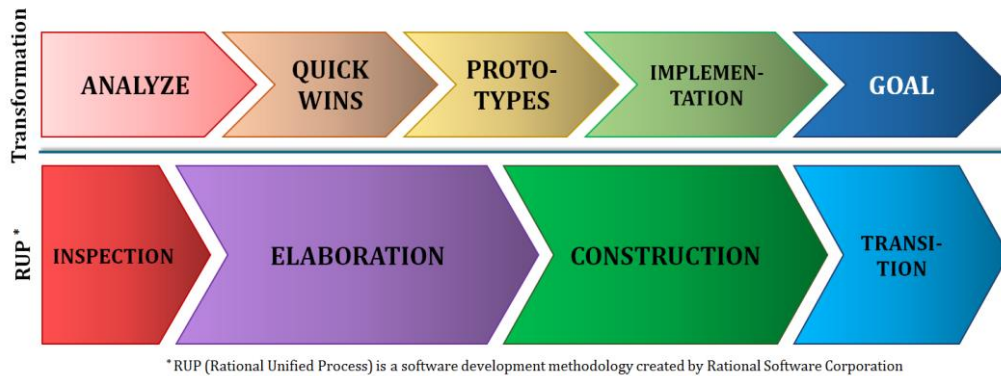 Transformation
ANALYZE
QUICK
WINS
PROTO-
TYPES
IMPLEMEN-
TATION
GOAL
RUP *
INSPECTION
ELABORATION
CONSTRUCTION
TRANSI-
TION
* RUP (Rational Unified Process) is a software development methodology created by Rational Software Corporation